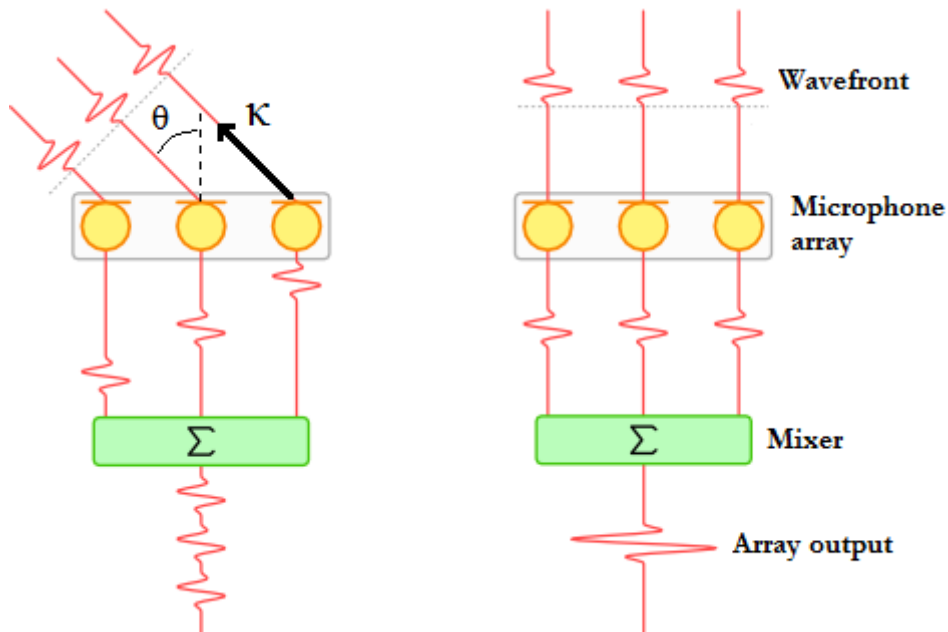 θ
κ
Wavefront
Microphone
array
Σ
Σ
Mixer
Array output